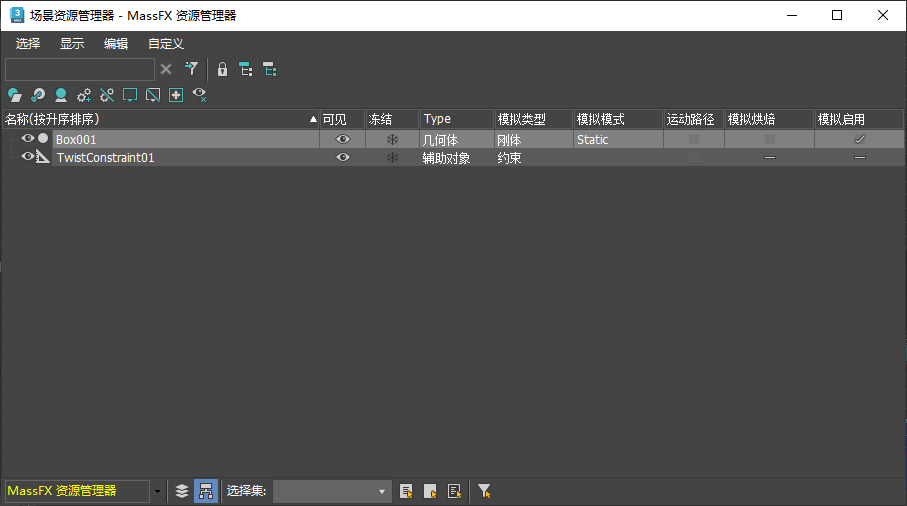 场景资源管理器 - MassFX 资源管理器
选择 显示 编辑 自定义
名称(按升序排序) 可见 冻结 Type 模拟类型 模拟模式 运动路径 模拟烘焙 模拟启用
Box001 几何体 刚体 Static
TwistConstraint01 辅助对象 约束
MassFX 资源管理器 选择集: